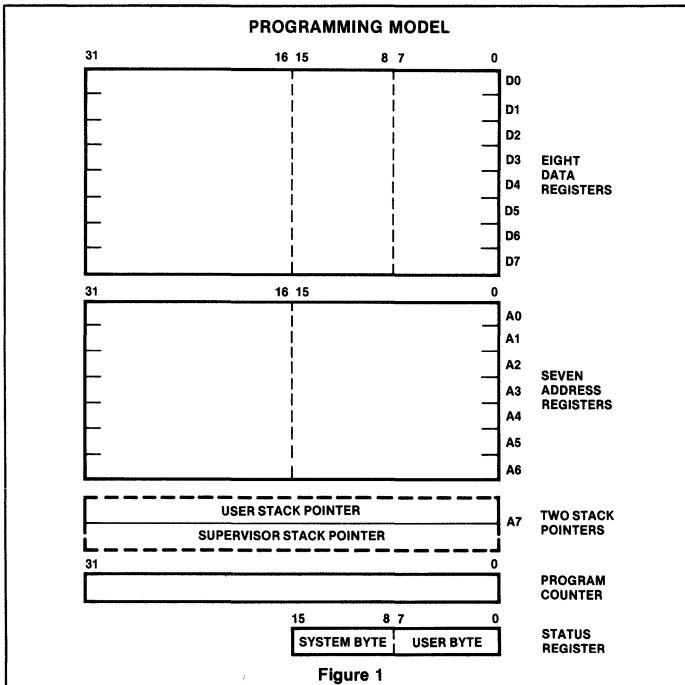 PROGRAMMING MODEL
31 16 15 8 7 0
D0
D1
D2
D3
D4
D5
D6
D7
EIGHT
DATA
REGISTERS
31 16 15 0
A0
A1
A2
A3
A4
A5
A6
SEVEN
ADDRESS
REGISTERS
USER STACK POINTER
SUPERVISOR STACK POINTER
A7
TWO STACK
POINTERS
31 0
PROGRAM
COUNTER
15 8 7 0
SYSTEM BYTE USER BYTE
STATUS
REGISTER
Figure 1